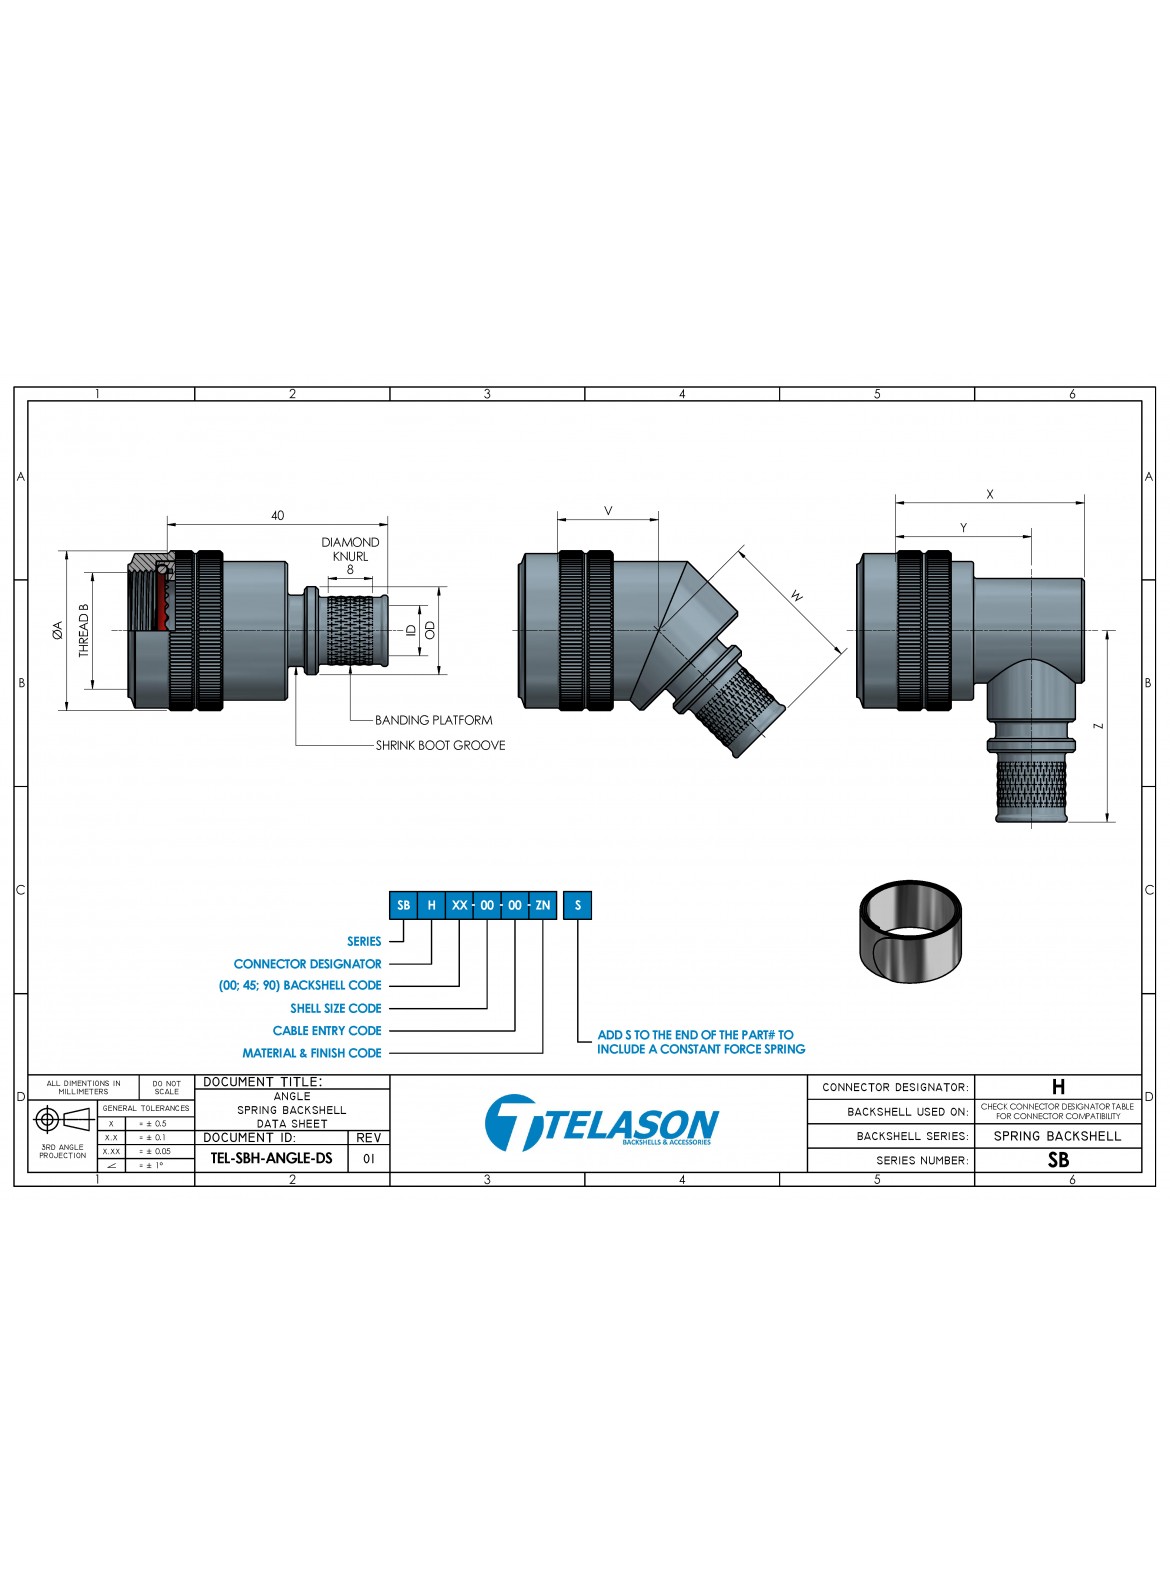 1 2 3 4 5 6
A A
B B
C C
D D
40
DIAMOND
KNURL
8
ØA
THREAD B
ID
OD
BANDING PLATFORM
SHRINK BOOT GROOVE
V
W
X
Y
Z
SB H XX - 00 - 00 - ZN S
SERIES
CONNECTOR DESIGNATOR
(00; 45; 90) BACKSHELL CODE
SHELL SIZE CODE
CABLE ENTRY CODE
MATERIAL & FINISH CODE
ADD S TO THE END OF THE PART# TO
INCLUDE A CONSTANT FORCE SPRING
ALL DIMENTIONS IN
MILLIMETERS
DO NOT
SCALE
GENERAL TOLERANCES
X = ± 0.5
X.X = ± 0.1
X.XX = ± 0.05
∠ = ± 1°
3RD ANGLE
PROJECTION
DOCUMENT TITLE:
ANGLE
SPRING BACKSHELL
DATA SHEET
DOCUMENT ID: REV
TEL-SBH-ANGLE-DS 01
TELASON
BACKSHELLS & ACCESSORIES
CONNECTOR DESIGNATOR: H
BACKSHELL USED ON: CHECK CONNECTOR DESIGNATOR TABLE
FOR CONNECTOR COMPATIBILITY
BACKSHELL SERIES: SPRING BACKSHELL
SERIES NUMBER: SB
1 2 3 4 5 6